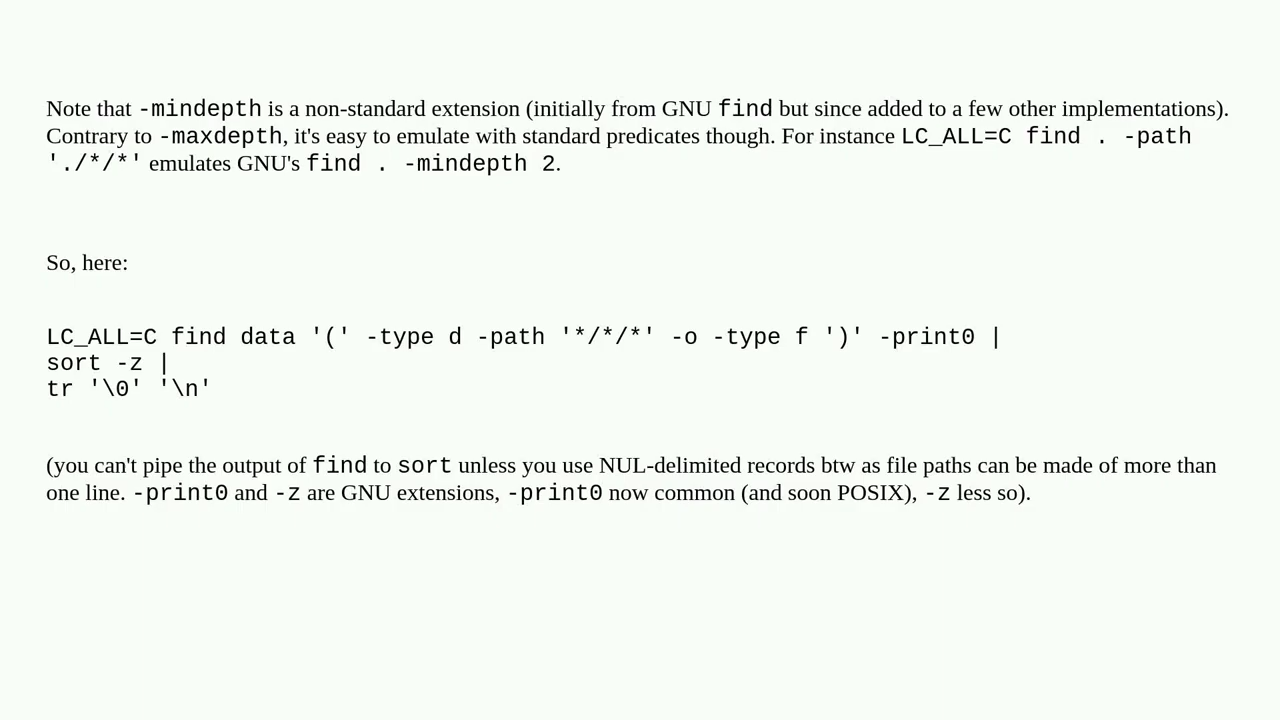 Note that -mindepth is a non-standard extension (initially from GNU find but since added to a few other implementations).
Contrary to -maxdepth, it's easy to emulate with standard predicates though. For instance LC_ALL=C find . -path
'./*/*' emulates GNU's find . -mindepth 2.
So, here:
LC_ALL=C find data '(' -type d -path '*/*/*' -o -type f ')' -print0 |
sort -z |
tr '\0' '\n'
(you can't pipe the output of find to sort unless you use NUL-delimited records btw as file paths can be made of more than
one line. -print0 and -z are GNU extensions, -print0 now common (and soon POSIX), -z less so).